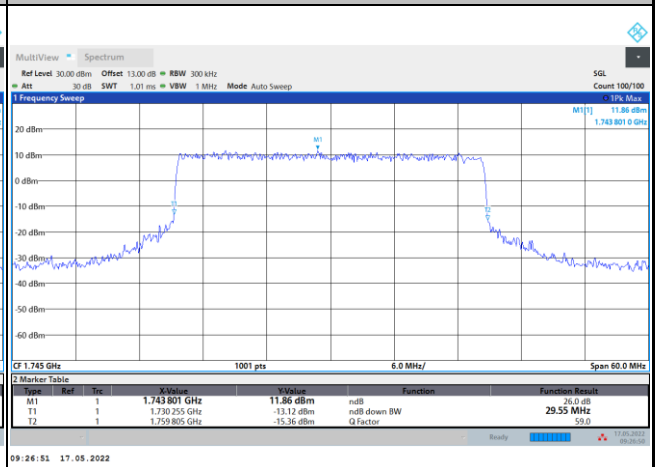 MultiView Spectrum
Ref Level 30.00 dBm Offset 13.00 dB RBW 300 kHz SGL
Att 30 dB SWT 1.01 ms VBW 1 MHz Mode Auto Sweep Count 100/100
1 Frequency Sweep 1Pk Max
M1[1] 11.86 dBm
1.743 801 0 GHz
20 dBm
M1
10 dBm
0 dBm
-10 dBm
T1
T2
-20 dBm
-30 dBm
-40 dBm
-50 dBm
-60 dBm
CF 1.745 GHz 1001 pts 6.0 MHz/ Span 60.0 MHz
2 Marker Table
Type Ref Trc X-Value Y-Value Function Function Result
M1 1 1.743 801 GHz 11.86 dBm ndB 26.0 dB
T1 1 1.730 255 GHz -13.12 dBm ndB down BW 29.55 MHz
T2 1 1.759 805 GHz -15.36 dBm Q Factor 59.0
Ready 17.05.2022
09:26:50
09:26:51 17.05.2022